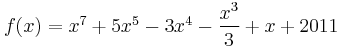 f(x) = x^7 + 5x^5 − 3x^4 − \frac{x^3}{3} + x + 2011